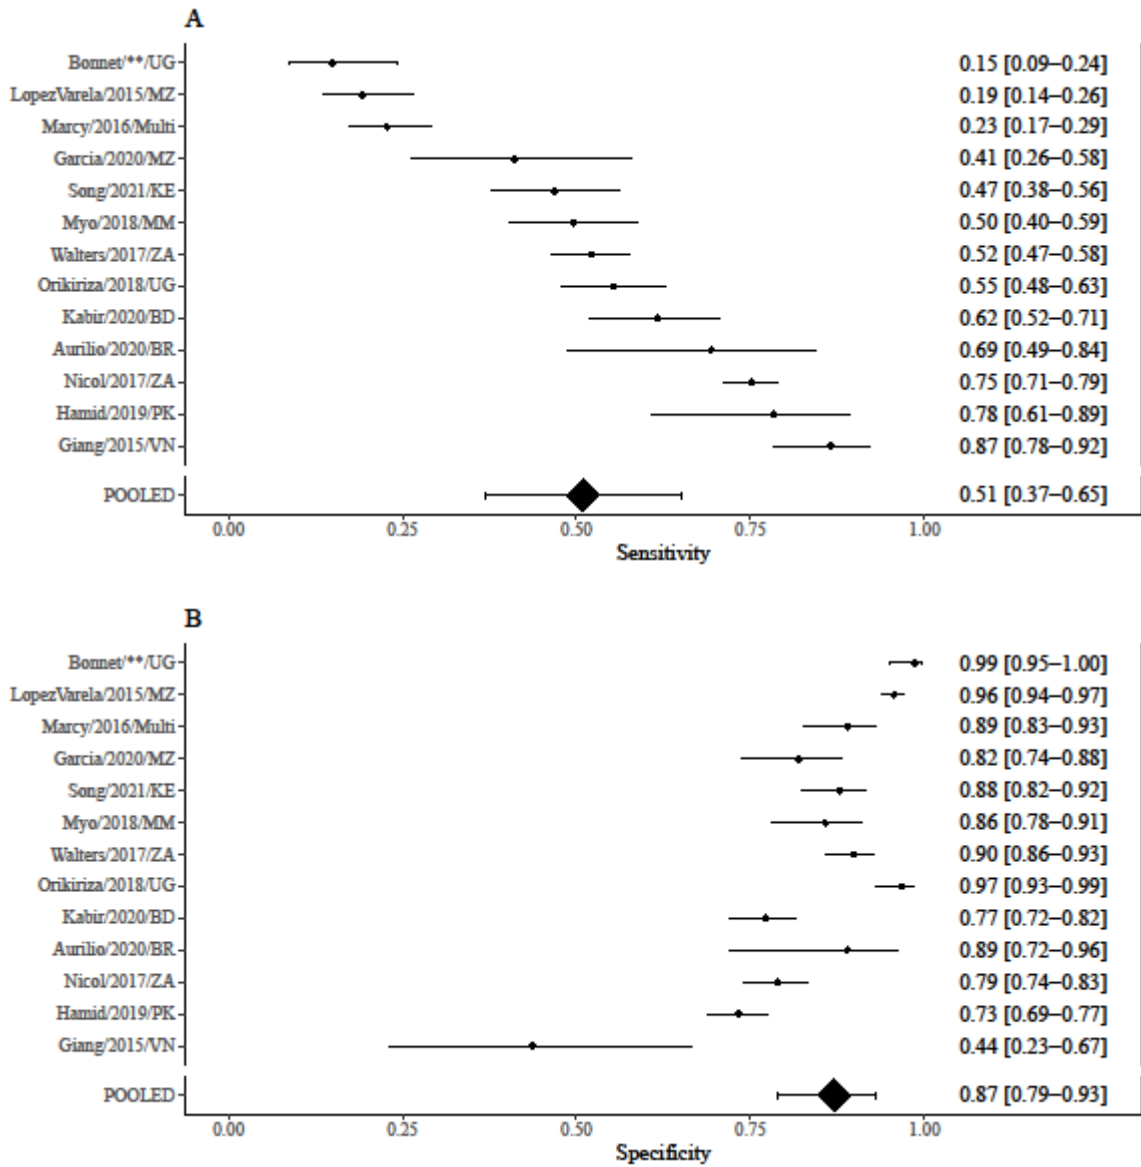 A
Bonnet/**/UG 0.15 [0.09–0.24]
LopezVarela/2015/MZ 0.19 [0.14–0.26]
Marcy/2016/Multi 0.23 [0.17–0.29]
Garcia/2020/MZ 0.41 [0.26–0.58]
Song/2021/KE 0.47 [0.38–0.56]
Myo/2018/MM 0.50 [0.40–0.59]
Walters/2017/ZA 0.52 [0.47–0.58]
Orikiriza/2018/UG 0.55 [0.48–0.63]
Kabir/2020/BD 0.62 [0.52–0.71]
Aurilio/2020/BR 0.69 [0.49–0.84]
Nicol/2017/ZA 0.75 [0.71–0.79]
Hamid/2019/PK 0.78 [0.61–0.89]
Giang/2015/VN 0.87 [0.78–0.92]
POOLED 0.51 [0.37–0.65]
0.00 0.25 0.50 0.75 1.00
Sensitivity
B
Bonnet/**/UG 0.99 [0.95–1.00]
LopezVarela/2015/MZ 0.96 [0.94–0.97]
Marcy/2016/Multi 0.89 [0.83–0.93]
Garcia/2020/MZ 0.82 [0.74–0.88]
Song/2021/KE 0.88 [0.82–0.92]
Myo/2018/MM 0.86 [0.78–0.91]
Walters/2017/ZA 0.90 [0.86–0.93]
Orikiriza/2018/UG 0.97 [0.93–0.99]
Kabir/2020/BD 0.77 [0.72–0.82]
Aurilio/2020/BR 0.89 [0.72–0.96]
Nicol/2017/ZA 0.79 [0.74–0.83]
Hamid/2019/PK 0.73 [0.69–0.77]
Giang/2015/VN 0.44 [0.23–0.67]
POOLED 0.87 [0.79–0.93]
0.00 0.25 0.50 0.75 1.00
Specificity